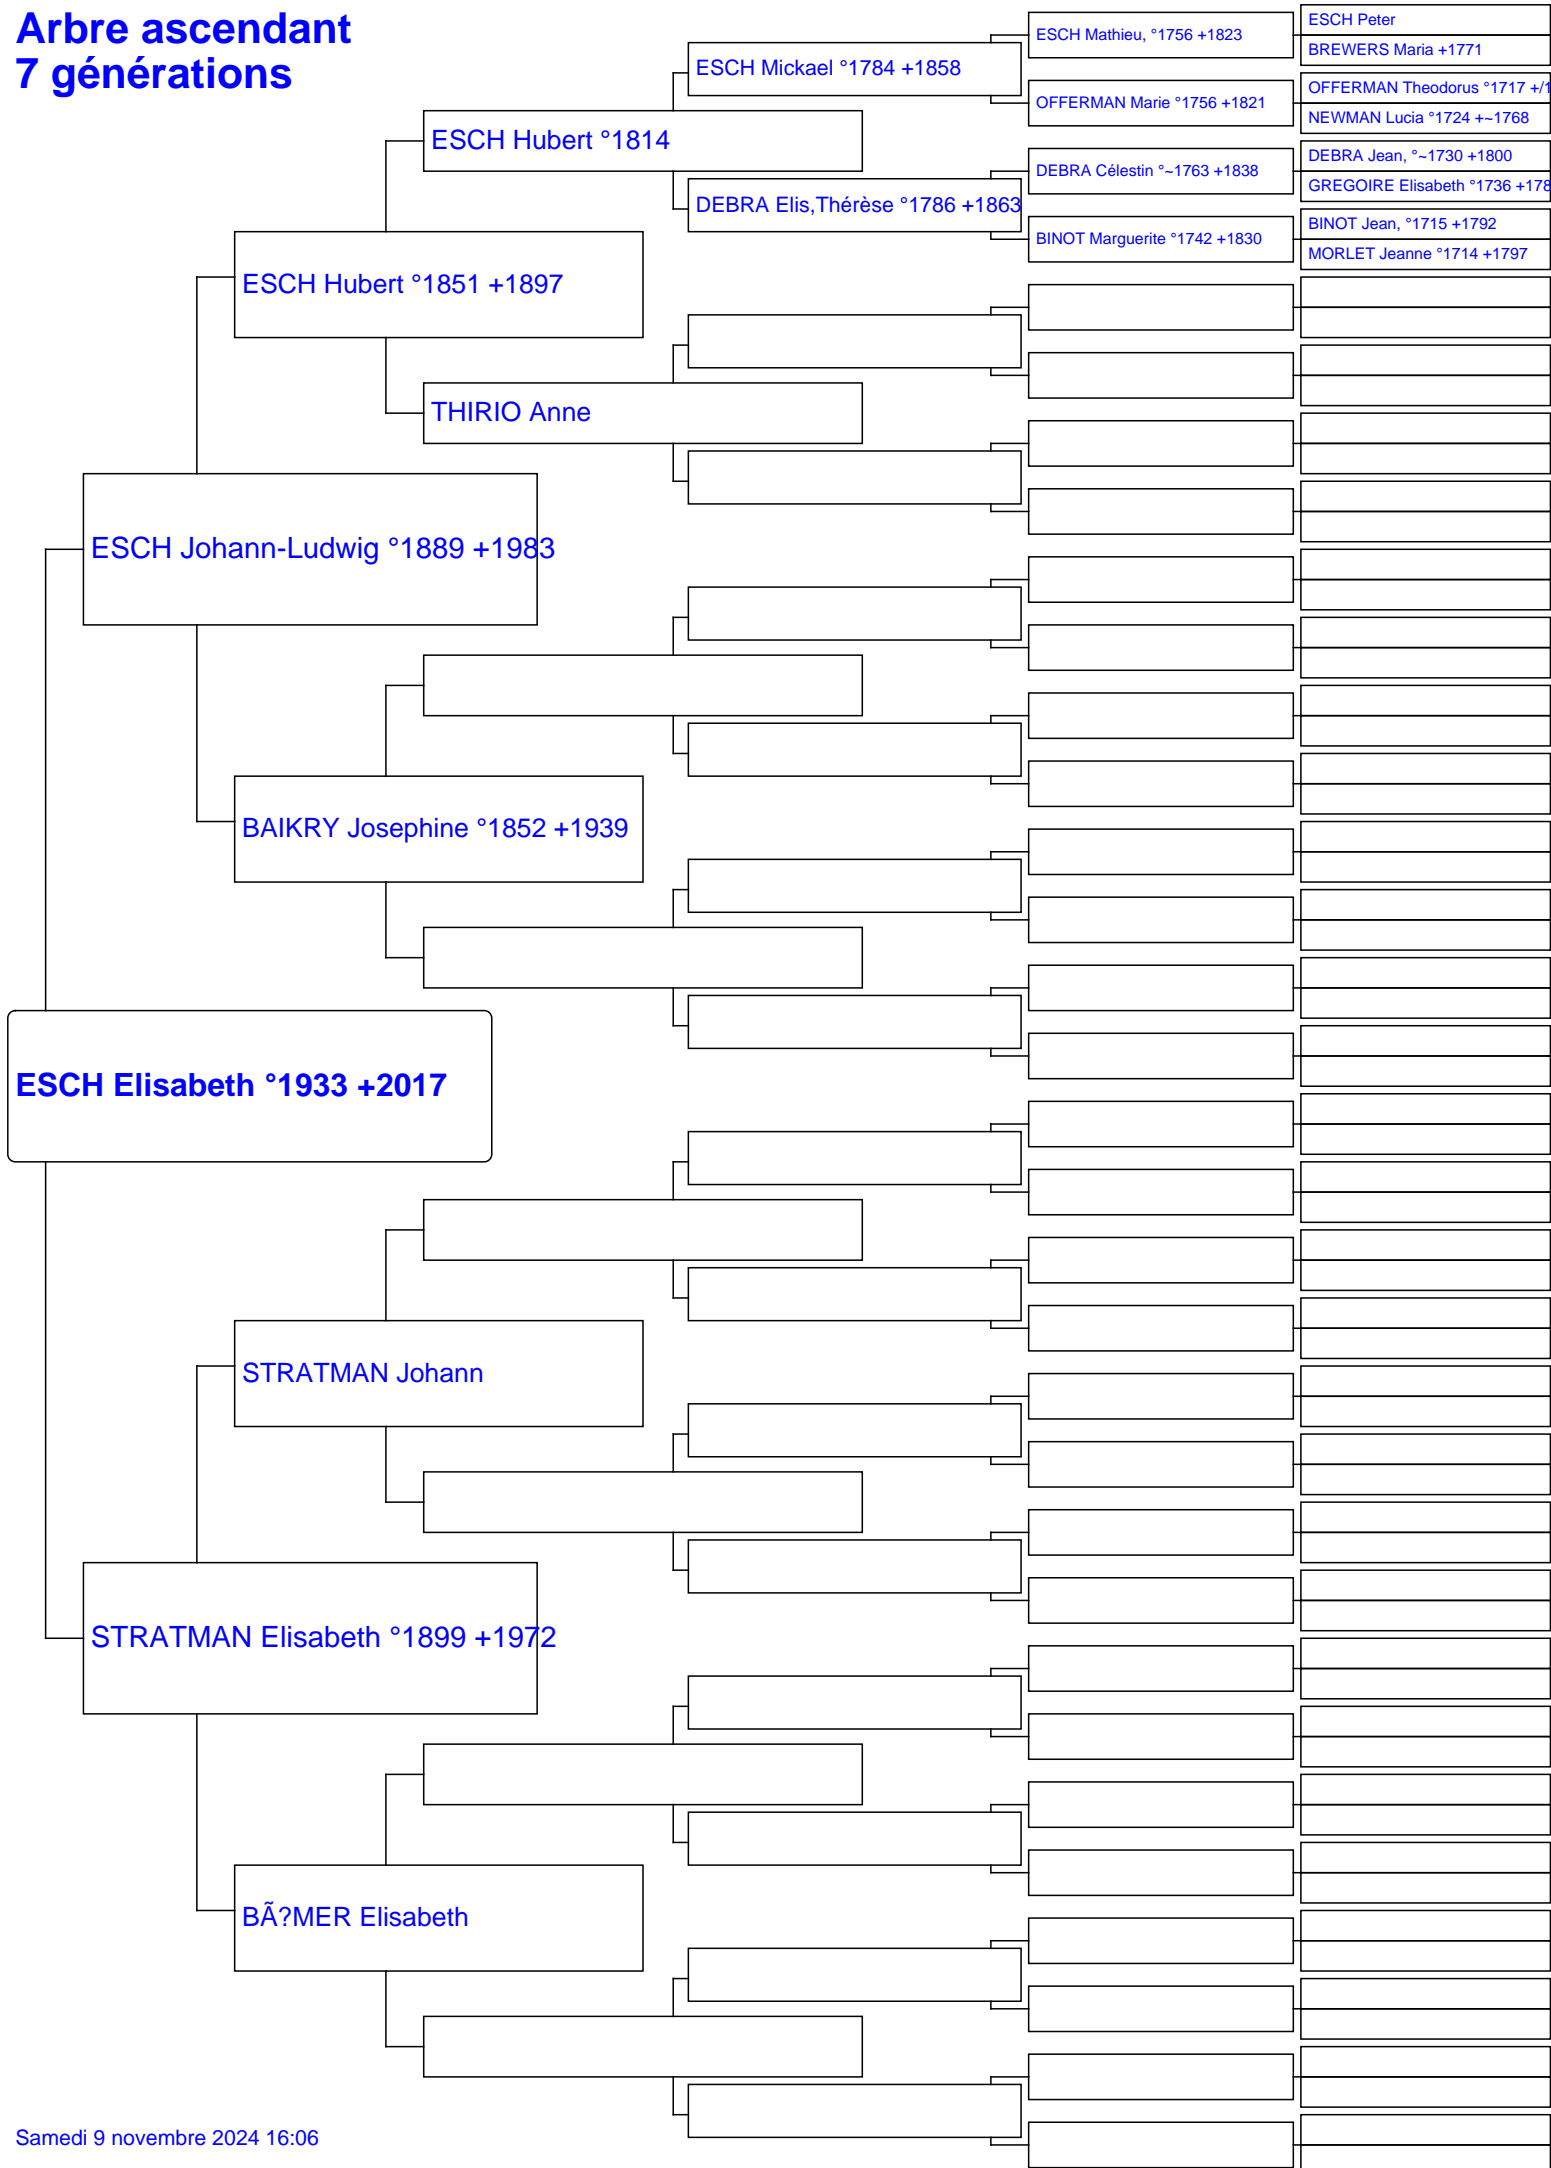 Arbre ascendant
7 générations
ESCH Peter
ESCH Mathieu, °1756 +1823
BREWERS Maria +1771
ESCH Mickael °1784 +1858
OFFERMAN Theodorus °1717 +/1
OFFERMAN Marie °1756 +1821
NEWMAN Lucia °1724 +~1768
ESCH Hubert °1814
DEBRA Jean, °~1730 +1800
DEBRA Célestin °~1763 +1838
GREGOIRE Elisabeth °1736 +178
DEBRA Elis,Thérèse °1786 +1863
BINOT Jean, °1715 +1792
BINOT Marguerite °1742 +1830
MORLET Jeanne °1714 +1797
ESCH Hubert °1851 +1897
THIRIO Anne
ESCH Johann-Ludwig °1889 +1983
BAIKRY Josephine °1852 +1939
ESCH Elisabeth °1933 +2017
STRATMAN Johann
STRATMAN Elisabeth °1899 +1972
BÃ?MER Elisabeth
Samedi 9 novembre 2024 16:06